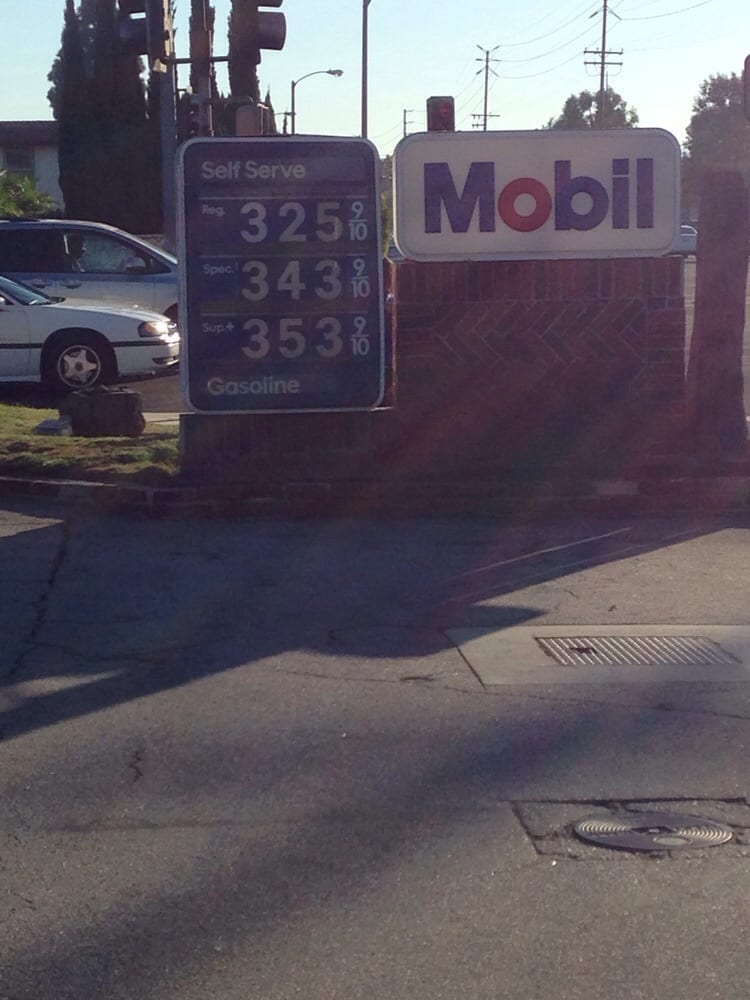 Self Serve
Reg. 325 9/10
Spec. 343 9/10
Sup.+ 353 9/10
Gasoline
Mobil